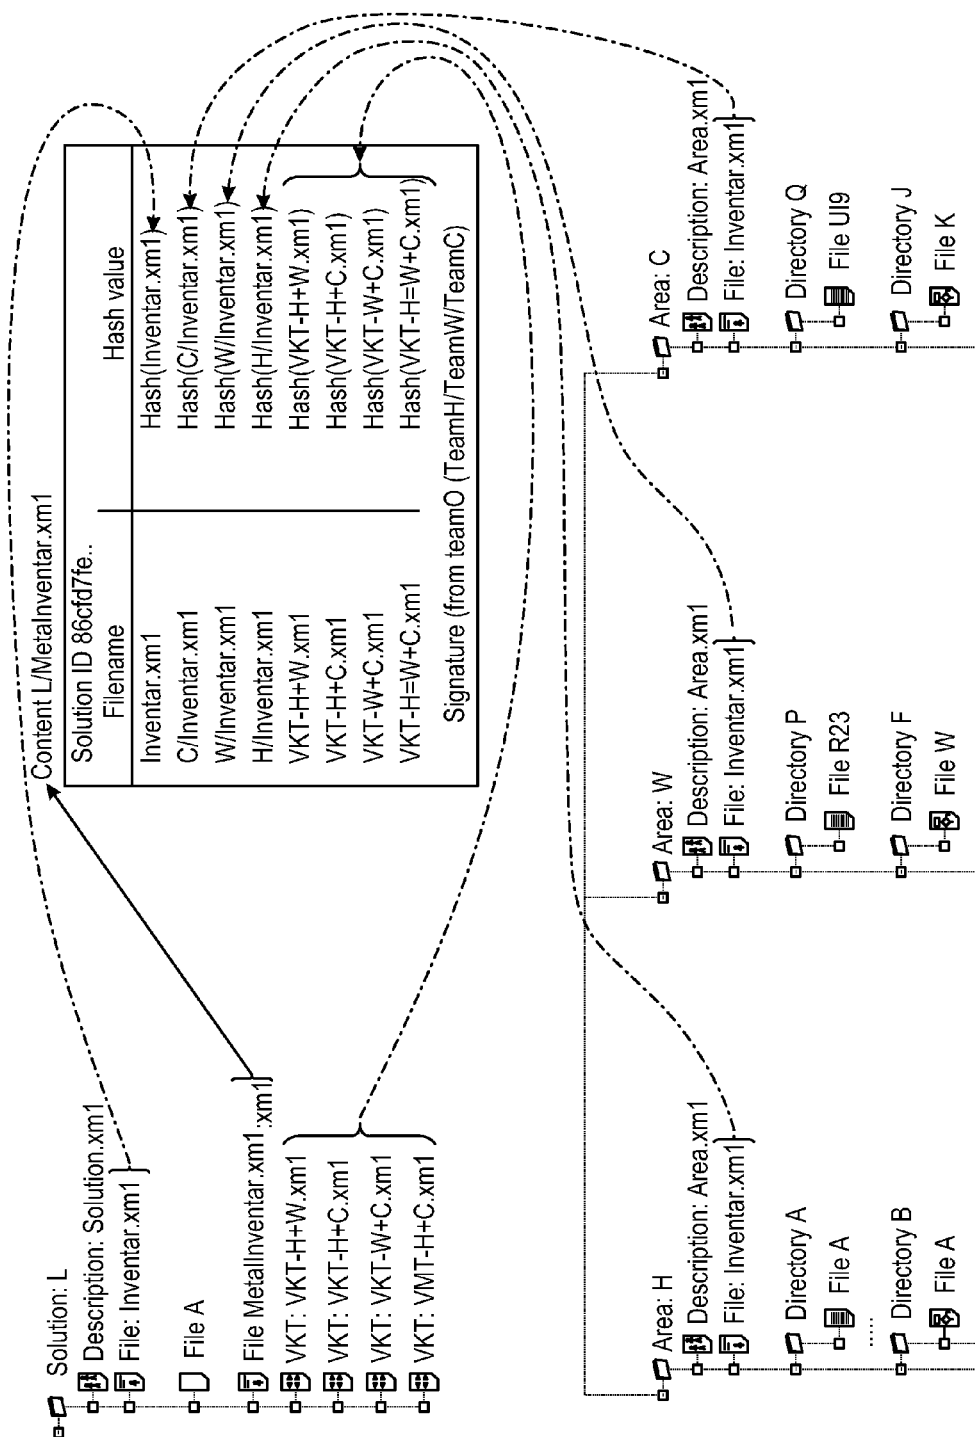 Solution: L
Description: Solution.xm1
File: Inventar.xm1
File A
File MetaInventar.xm1
:xm1
VKT: VKT-H+W.xm1
VKT: VKT-H+C.xm1
VKT: VKT-W+C.xm1
VKT: VMT-H+C.xm1
Content L/MetaInventar.xm1
Solution ID 86cfd7fe..
Filename Hash value
Inventar.xm1 Hash(Inventar.xm1)
C/Inventar.xm1 Hash(C/Inventar.xm1)
W/Inventar.xm1 Hash(W/Inventar.xm1)
H/Inventar.xm1 Hash(H/Inventar.xm1)
VKT-H+W.xm1 Hash(VKT-H+W.xm1)
VKT-H+C.xm1 Hash(VKT-H+C.xm1)
VKT-W+C.xm1 Hash(VKT-W+C.xm1)
VKT-H=W+C.xm1 Hash(VKT-H=W+C.xm1)
Signature (from teamO (TeamH/TeamW/TeamC)
Area: H
Description: Area.xm1
File: Inventar.xm1
Directory A
File A
.....
Directory B
File A
Area: W
Description: Area.xm1
File: Inventar.xm1
Directory P
File R23
Directory F
File W
Area: C
Description: Area.xm1
File: Inventar.xm1
Directory Q
File UI9
Directory J
File K